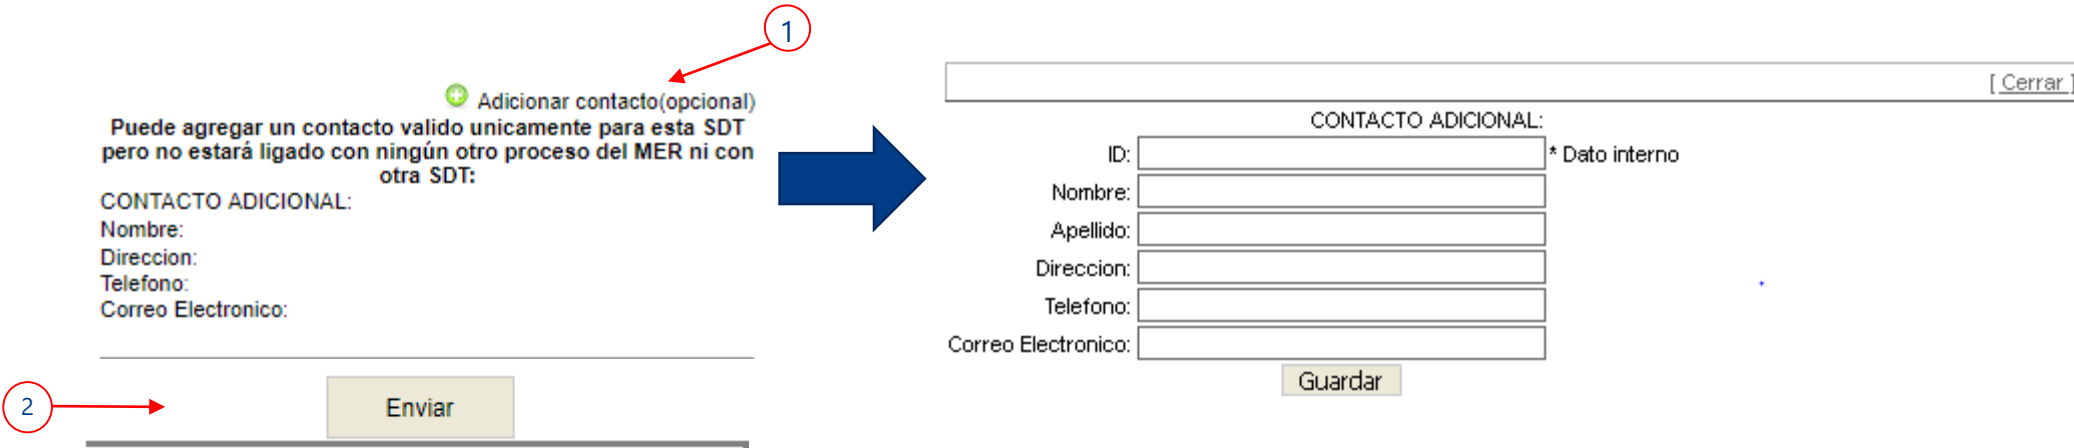 1
Adicionar contacto(opcional)
Puede agregar un contacto valido unicamente para esta SDT
pero no estará ligado con ningún otro proceso del MER ni con
otra SDT:
CONTACTO ADICIONAL:
Nombre:
Direccion:
Telefono:
Correo Electronico:
2
Enviar
[ Cerrar ]
CONTACTO ADICIONAL:
ID: * Dato interno
Nombre:
Apellido:
Direccion:
Telefono:
Correo Electronico:
Guardar